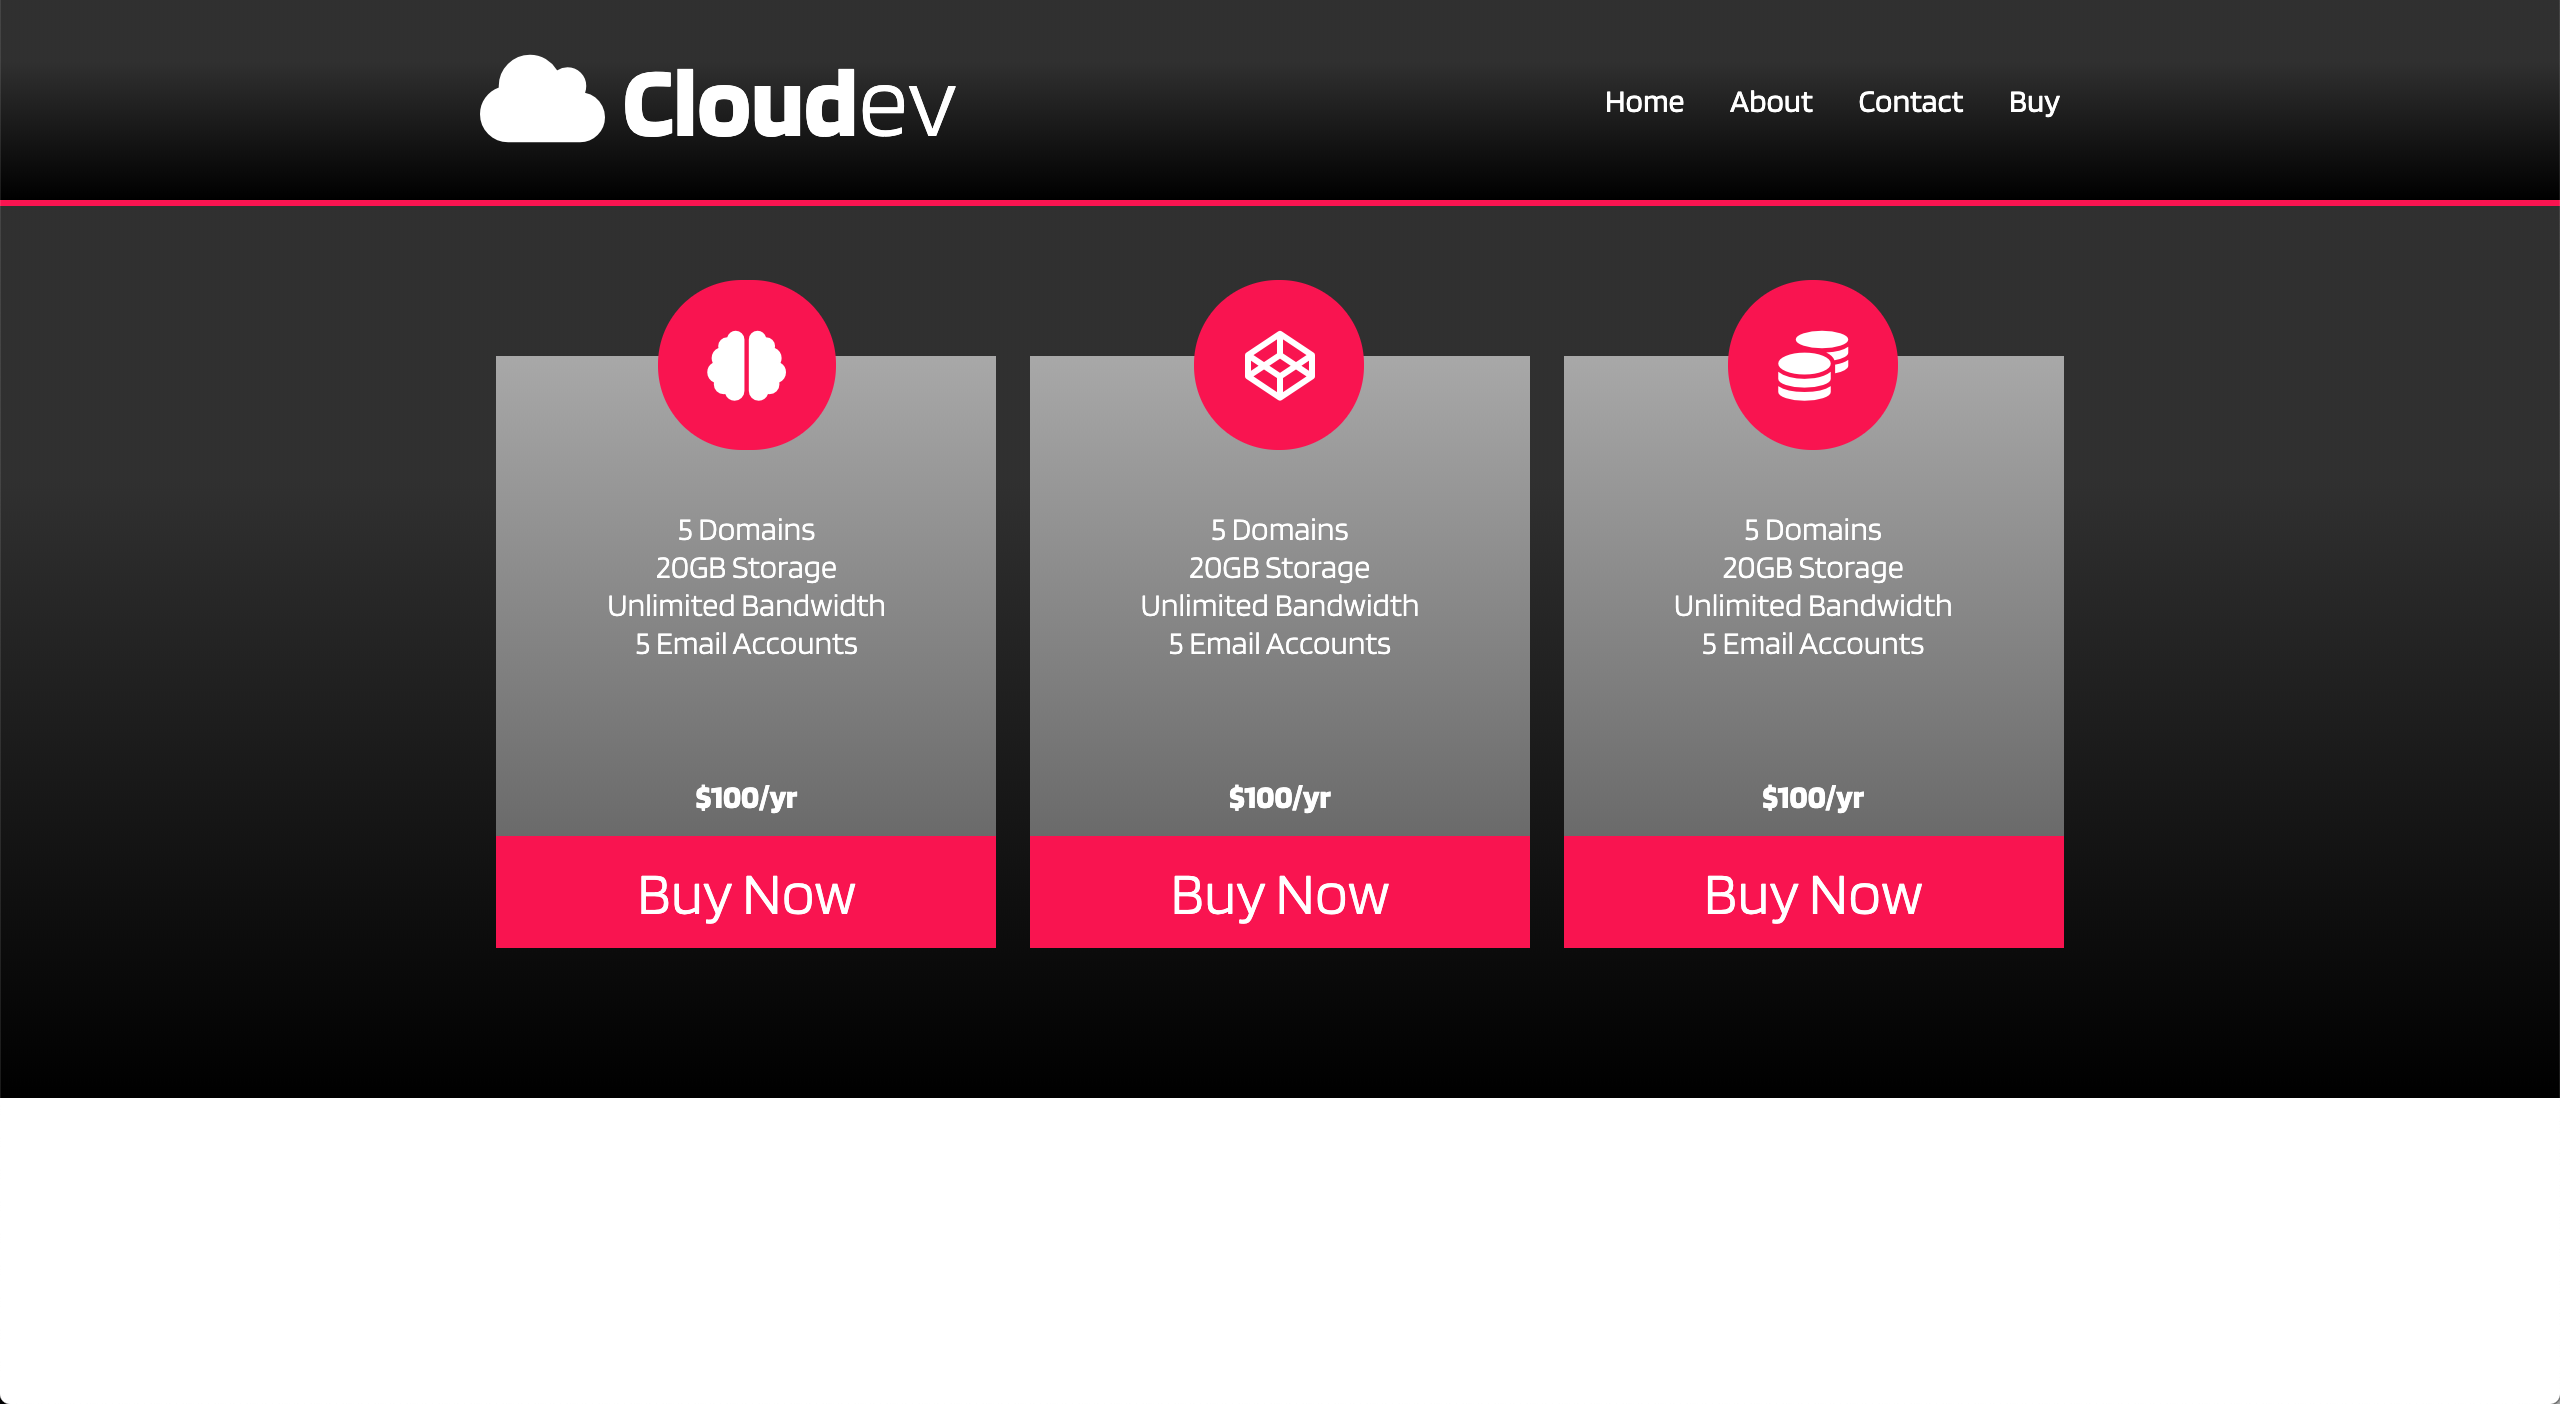 Cloudev
Home About Contact Buy
5 Domains
20GB Storage
Unlimited Bandwidth
5 Email Accounts
$100/yr
Buy Now
5 Domains
20GB Storage
Unlimited Bandwidth
5 Email Accounts
$100/yr
Buy Now
5 Domains
20GB Storage
Unlimited Bandwidth
5 Email Accounts
$100/yr
Buy Now